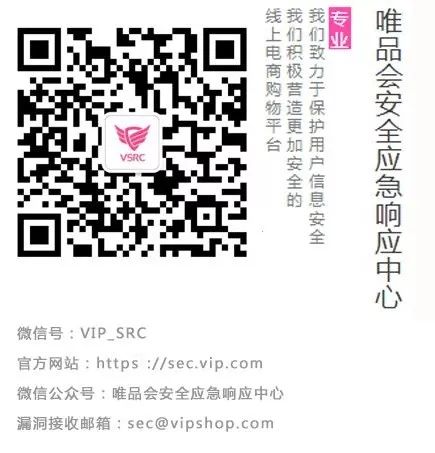 唯品会安全应急响应中心
专业
我们致力于保护用户信息安全
我们积极营造更加安全的
线上电商购物平台
VSRC
微信号：VIP_SRC
官方网站：https ://sec.vip.com
微信公众号：唯品会安全应急响应中心
漏洞接收邮箱：sec@vipshop.com